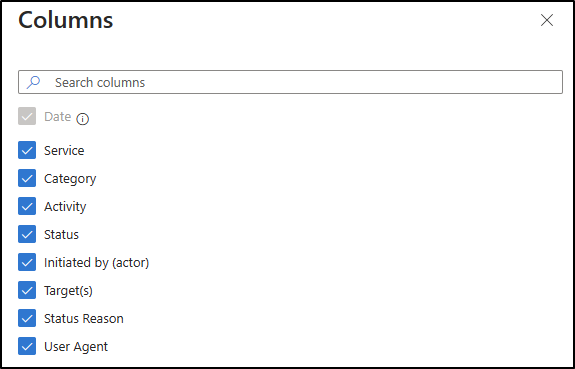 Columns
Search columns
Date
Service
Category
Activity
Status
Initiated by (actor)
Target(s)
Status Reason
User Agent